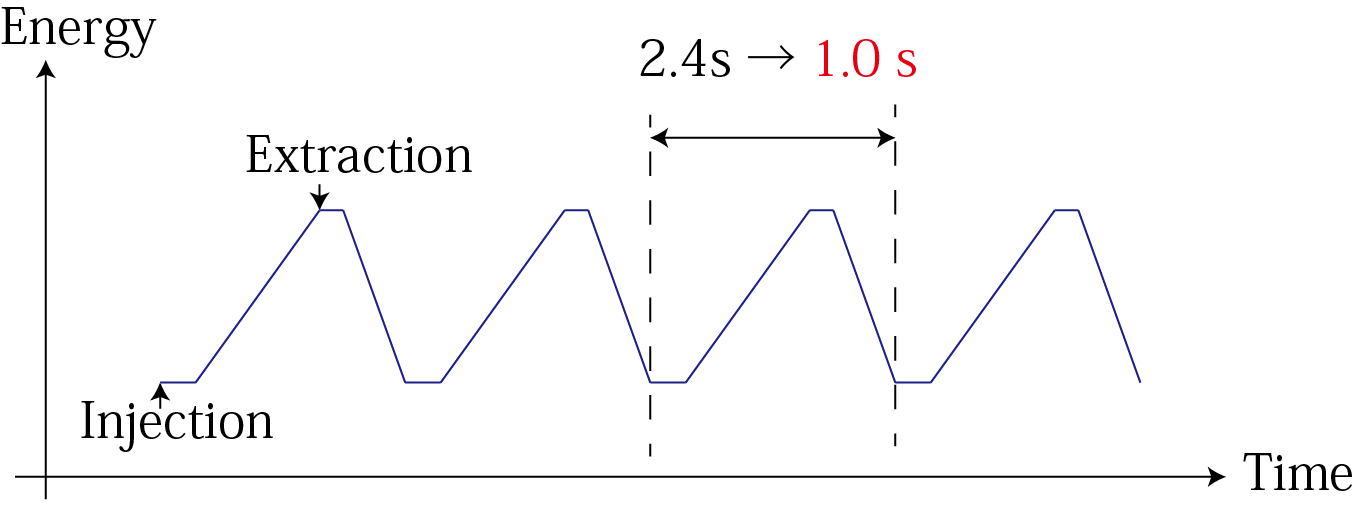 Energy
2.4s → 1.0 s
Extraction
Injection
Time